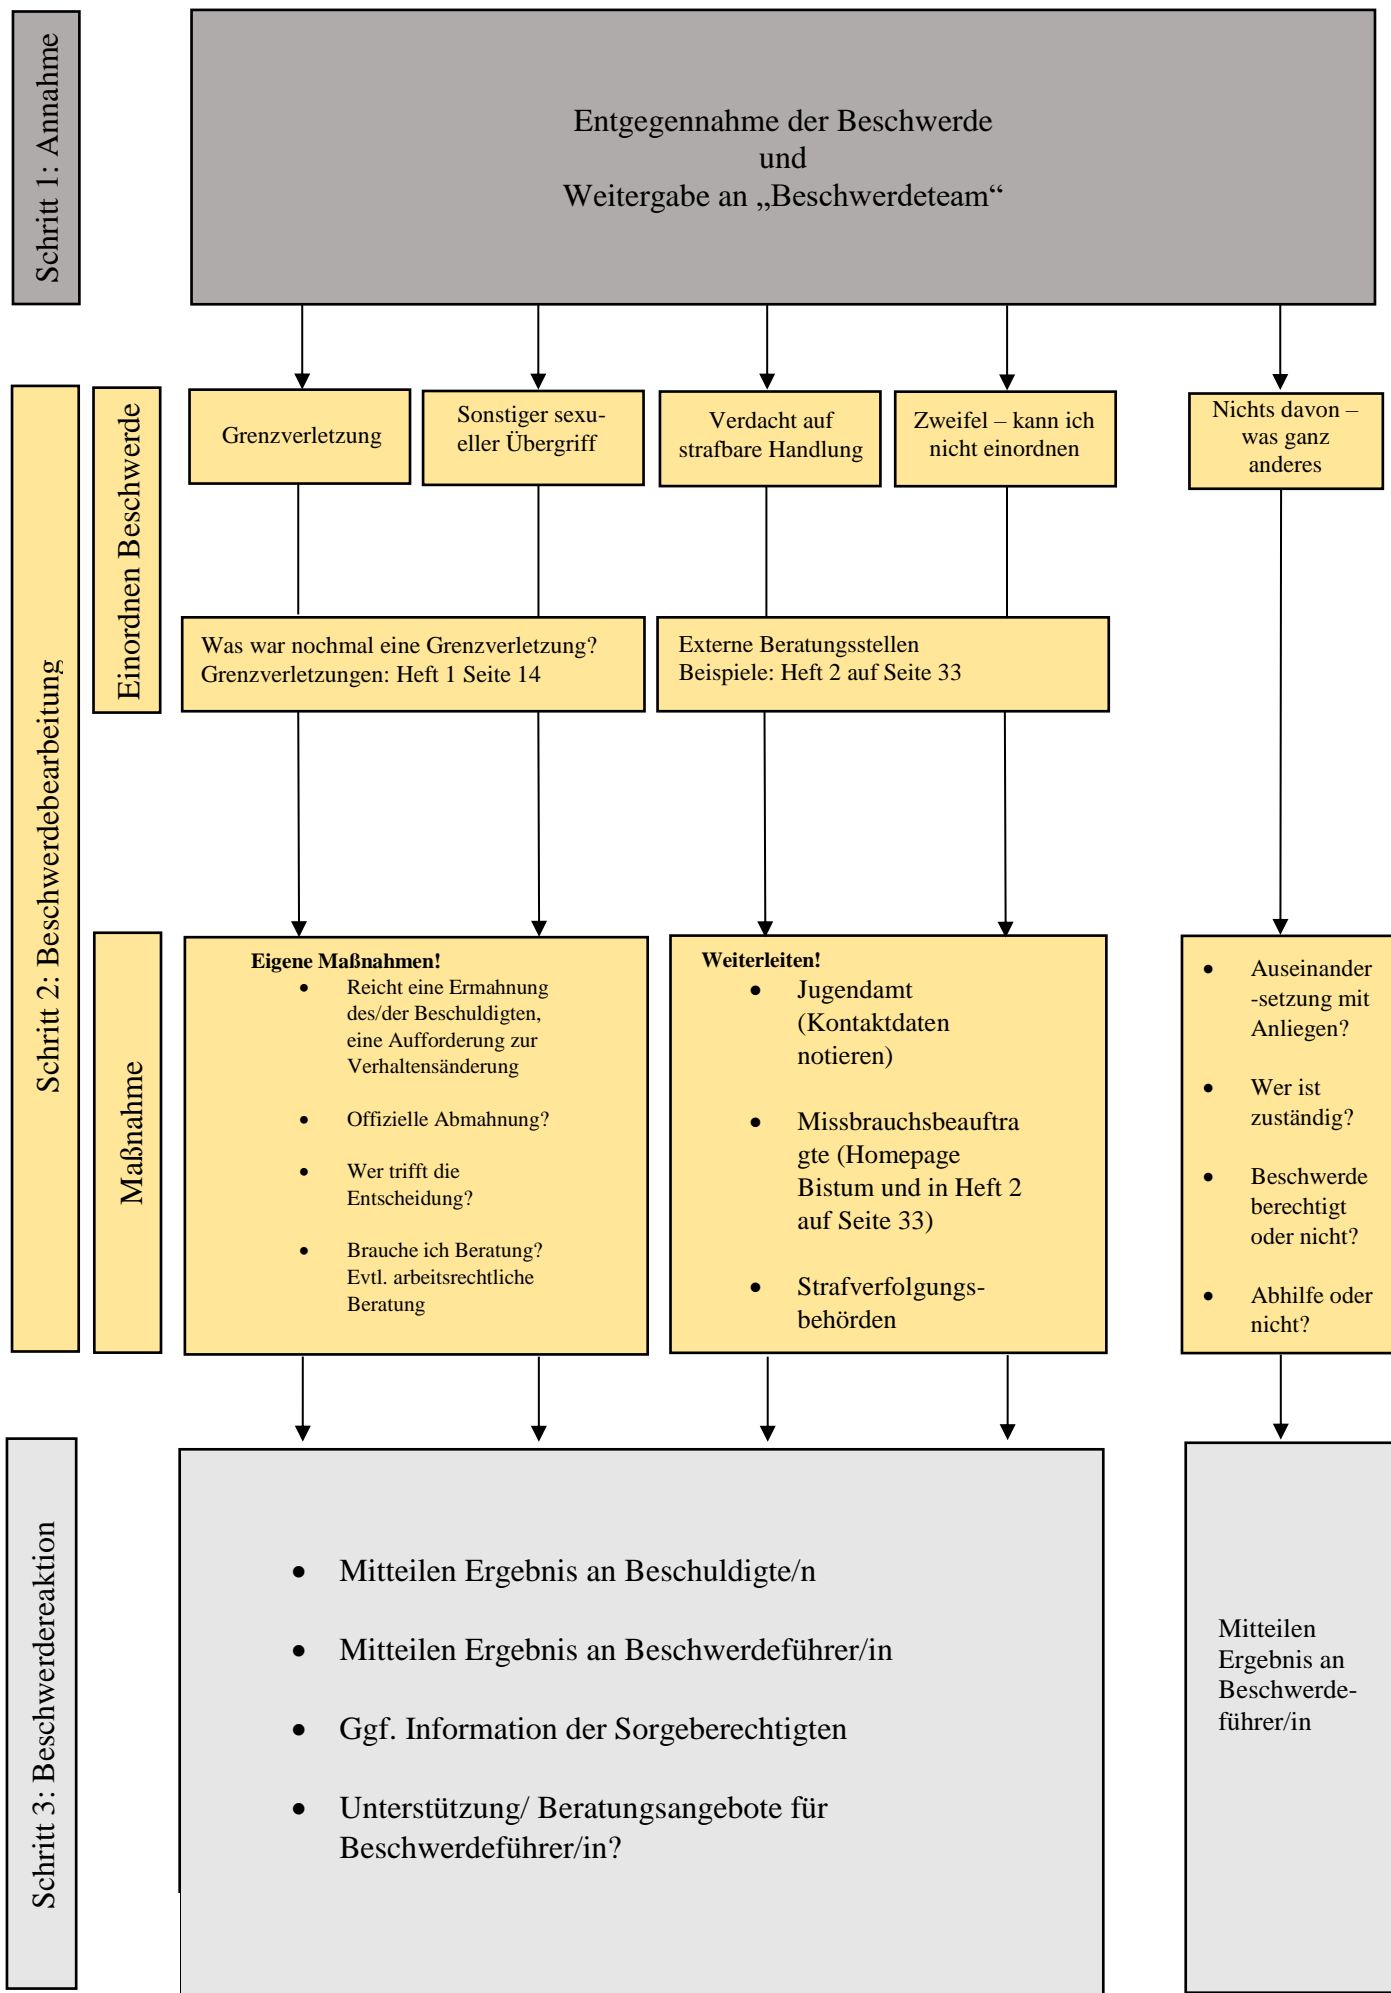 Schritt 1: Annahme
Entgegennahme der Beschwerde
und
Weitergabe an „Beschwerdeteam“
Schritt 2: Beschwerdebearbeitung
Einordnen Beschwerde
Grenzverletzung
Sonstiger sexu-
eller Übergriff
Verdacht auf
strafbare Handlung
Zweifel – kann ich
nicht einordnen
Nichts davon –
was ganz
anderes
Was war nochmal eine Grenzverletzung?
Grenzverletzungen: Heft 1 Seite 14
Externe Beratungsstellen
Beispiele: Heft 2 auf Seite 33
Maßnahme
Eigene Maßnahmen!
• Reicht eine Ermahnung
des/der Beschuldigten,
eine Aufforderung zur
Verhaltensänderung
• Offizielle Abmahnung?
• Wer trifft die
Entscheidung?
• Brauche ich Beratung?
Evtl. arbeitsrechtliche
Beratung
Weiterleiten!
• Jugendamt
(Kontaktdaten
notieren)
• Missbrauchsbeauftra
gte (Homepage
Bistum und in Heft 2
auf Seite 33)
• Strafverfolgungs-
behörden
• Auseinander
-setzung mit
Anliegen?
• Wer ist
zuständig?
• Beschwerde
berechtigt
oder nicht?
• Abhilfe oder
nicht?
Schritt 3: Beschwerdereaktion
• Mitteilen Ergebnis an Beschuldigte/n
• Mitteilen Ergebnis an Beschwerdeführer/in
• Ggf. Information der Sorgeberechtigten
• Unterstützung/ Beratungsangebote für
Beschwerdeführer/in?
Mitteilen
Ergebnis an
Beschwerde-
führer/in